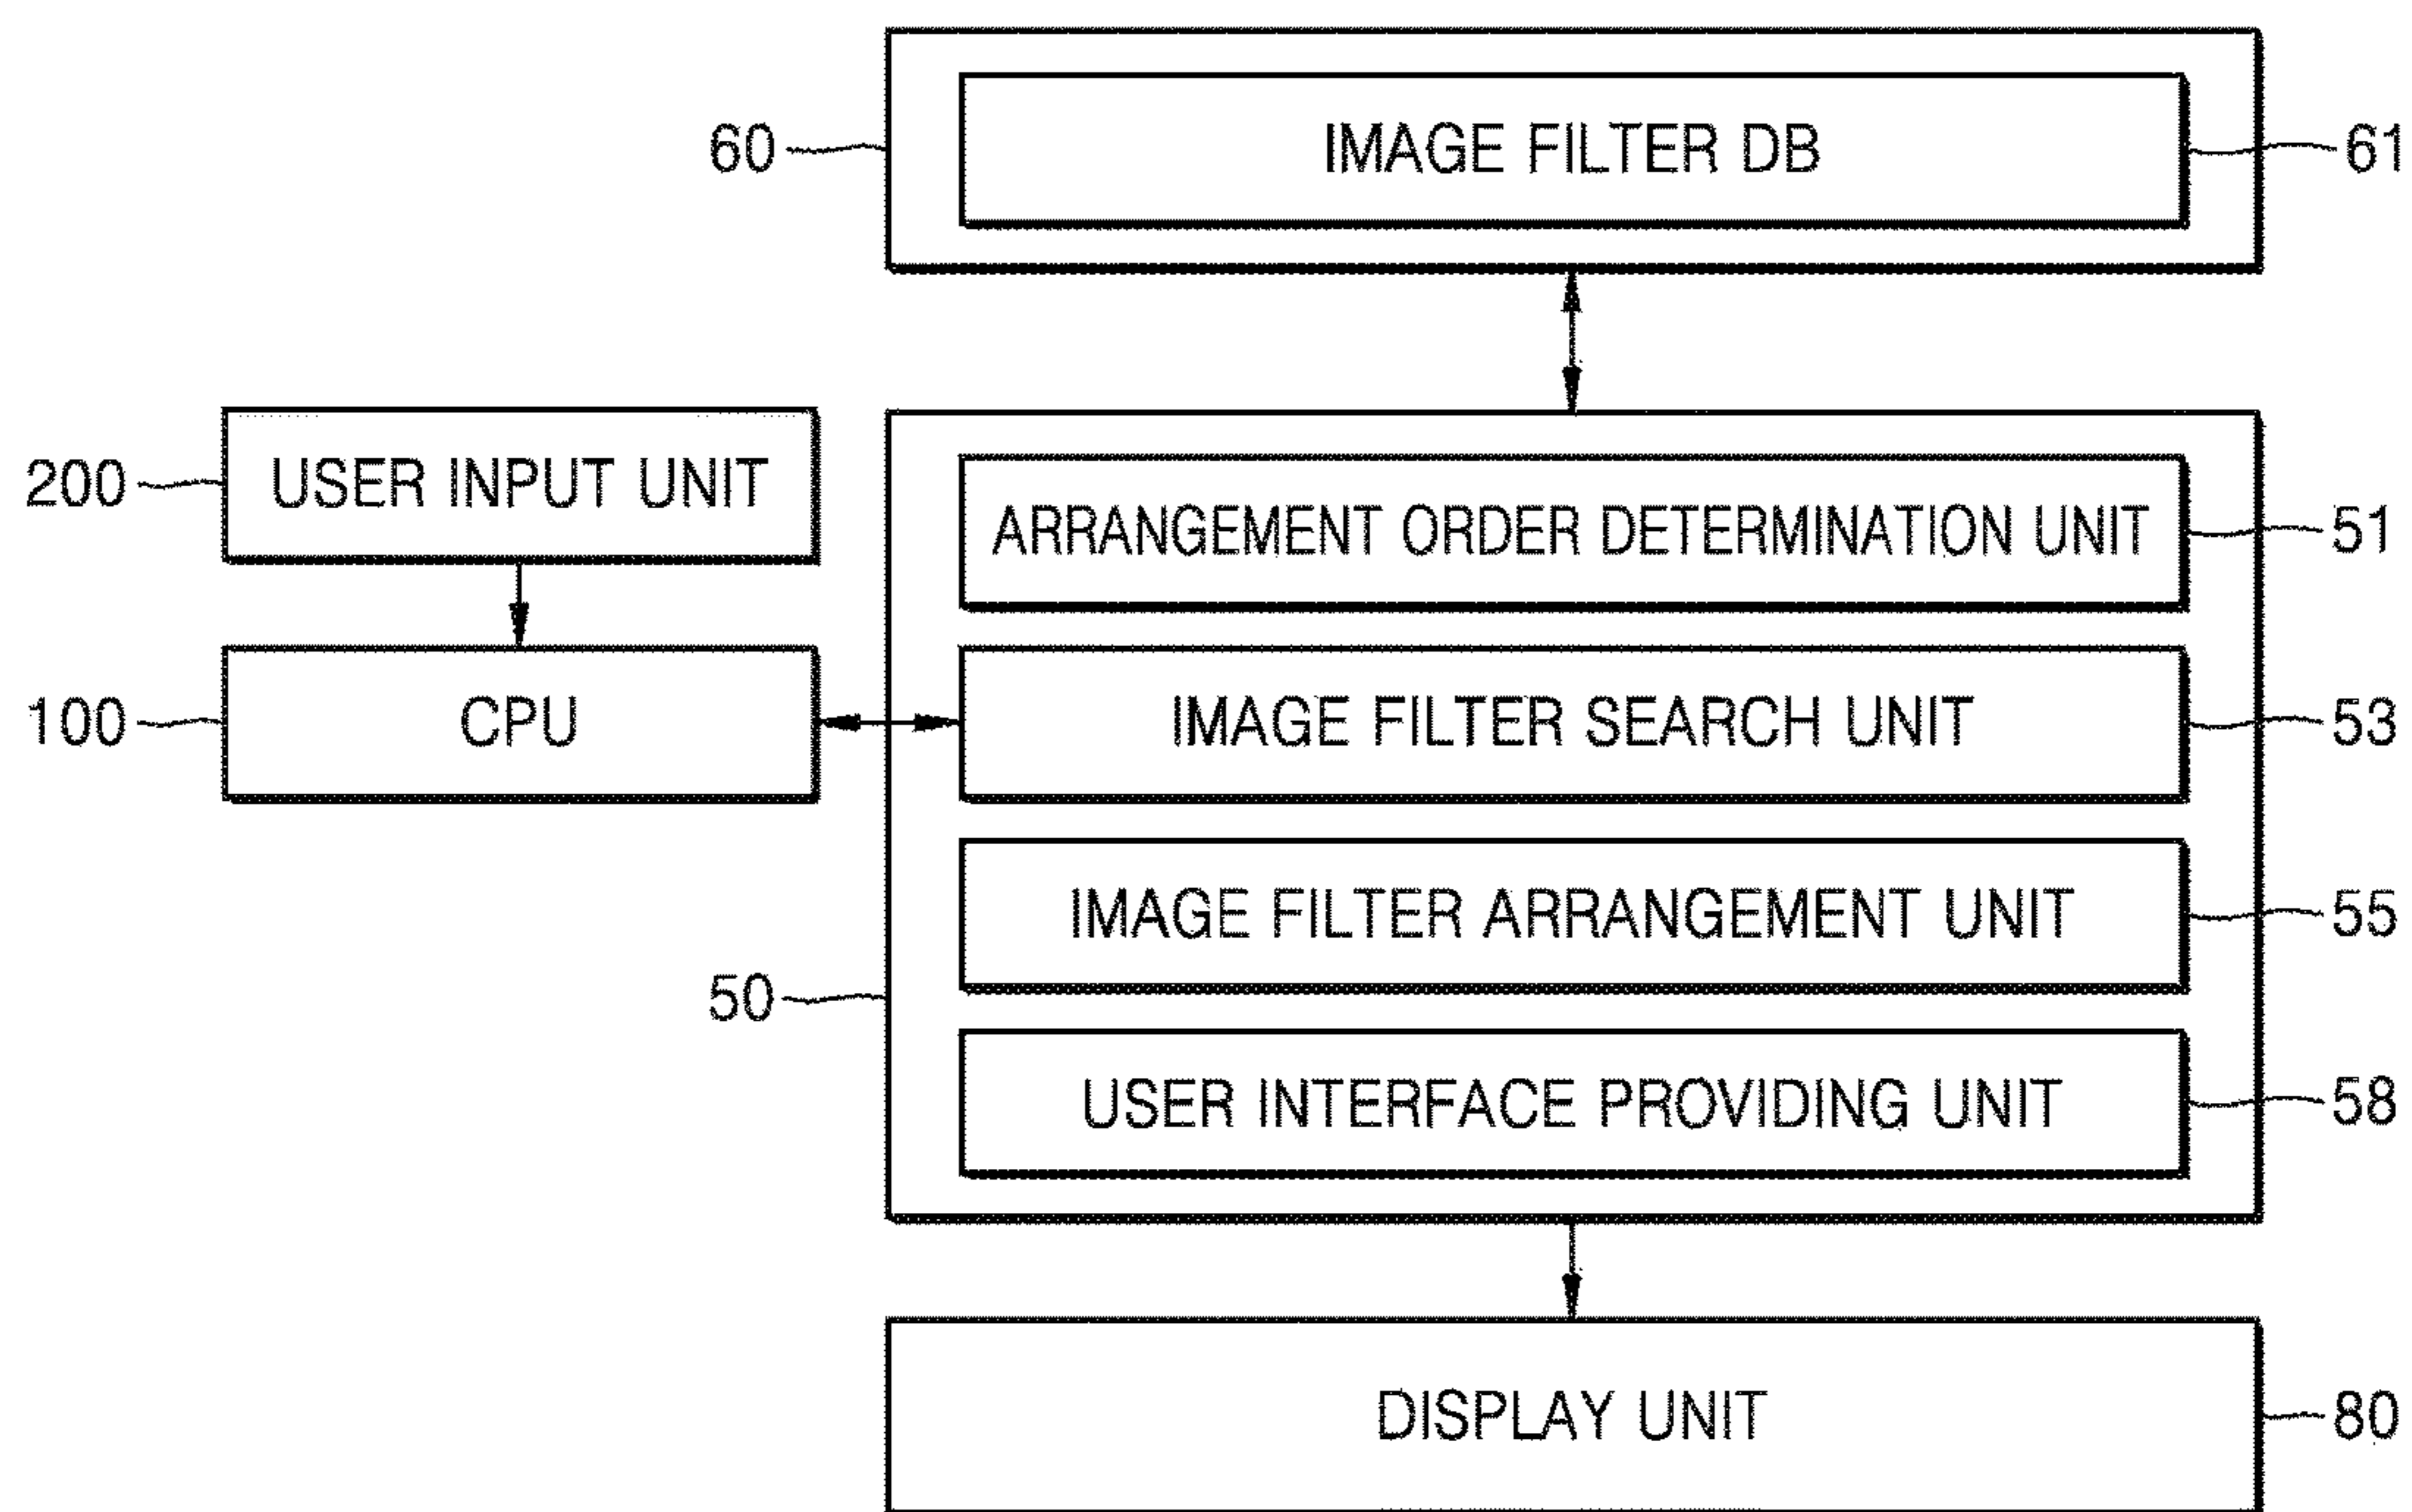 60
IMAGE FILTER DB
61
200
USER INPUT UNIT
ARRANGEMENT ORDER DETERMINATION UNIT
51
100
CPU
IMAGE FILTER SEARCH UNIT
53
IMAGE FILTER ARRANGEMENT UNIT
55
50
USER INTERFACE PROVIDING UNIT
58
DISPLAY UNIT
80